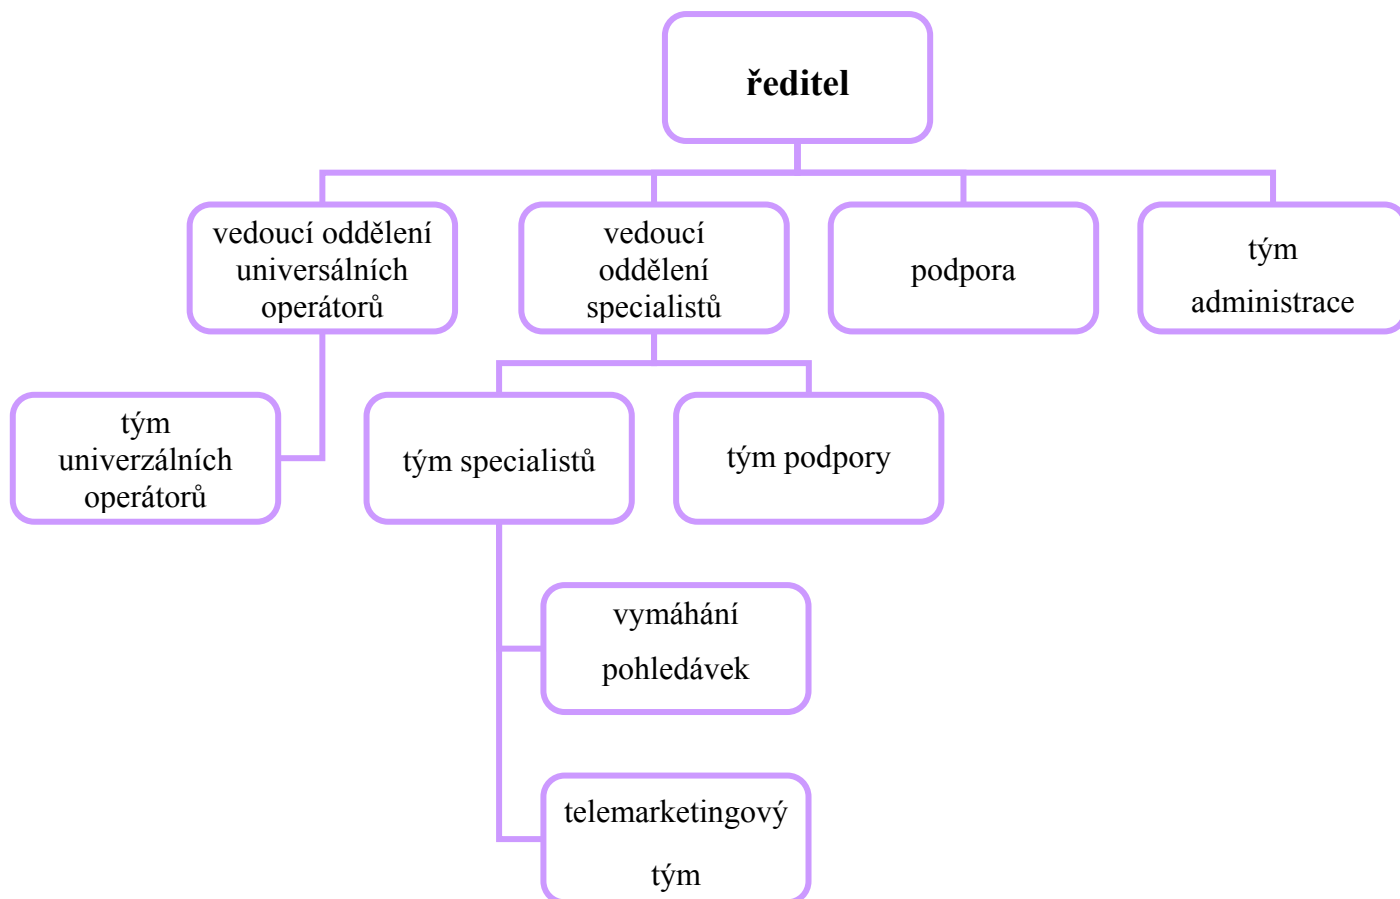 ředitel
vedoucí oddělení
universálních
operátorů
vedoucí
oddělení
specialistů
podpora
tým
administrace
tým
univerzálních
operátorů
tým specialistů
tým podpory
vymáhání
pohledávek
telemarketingový
tým